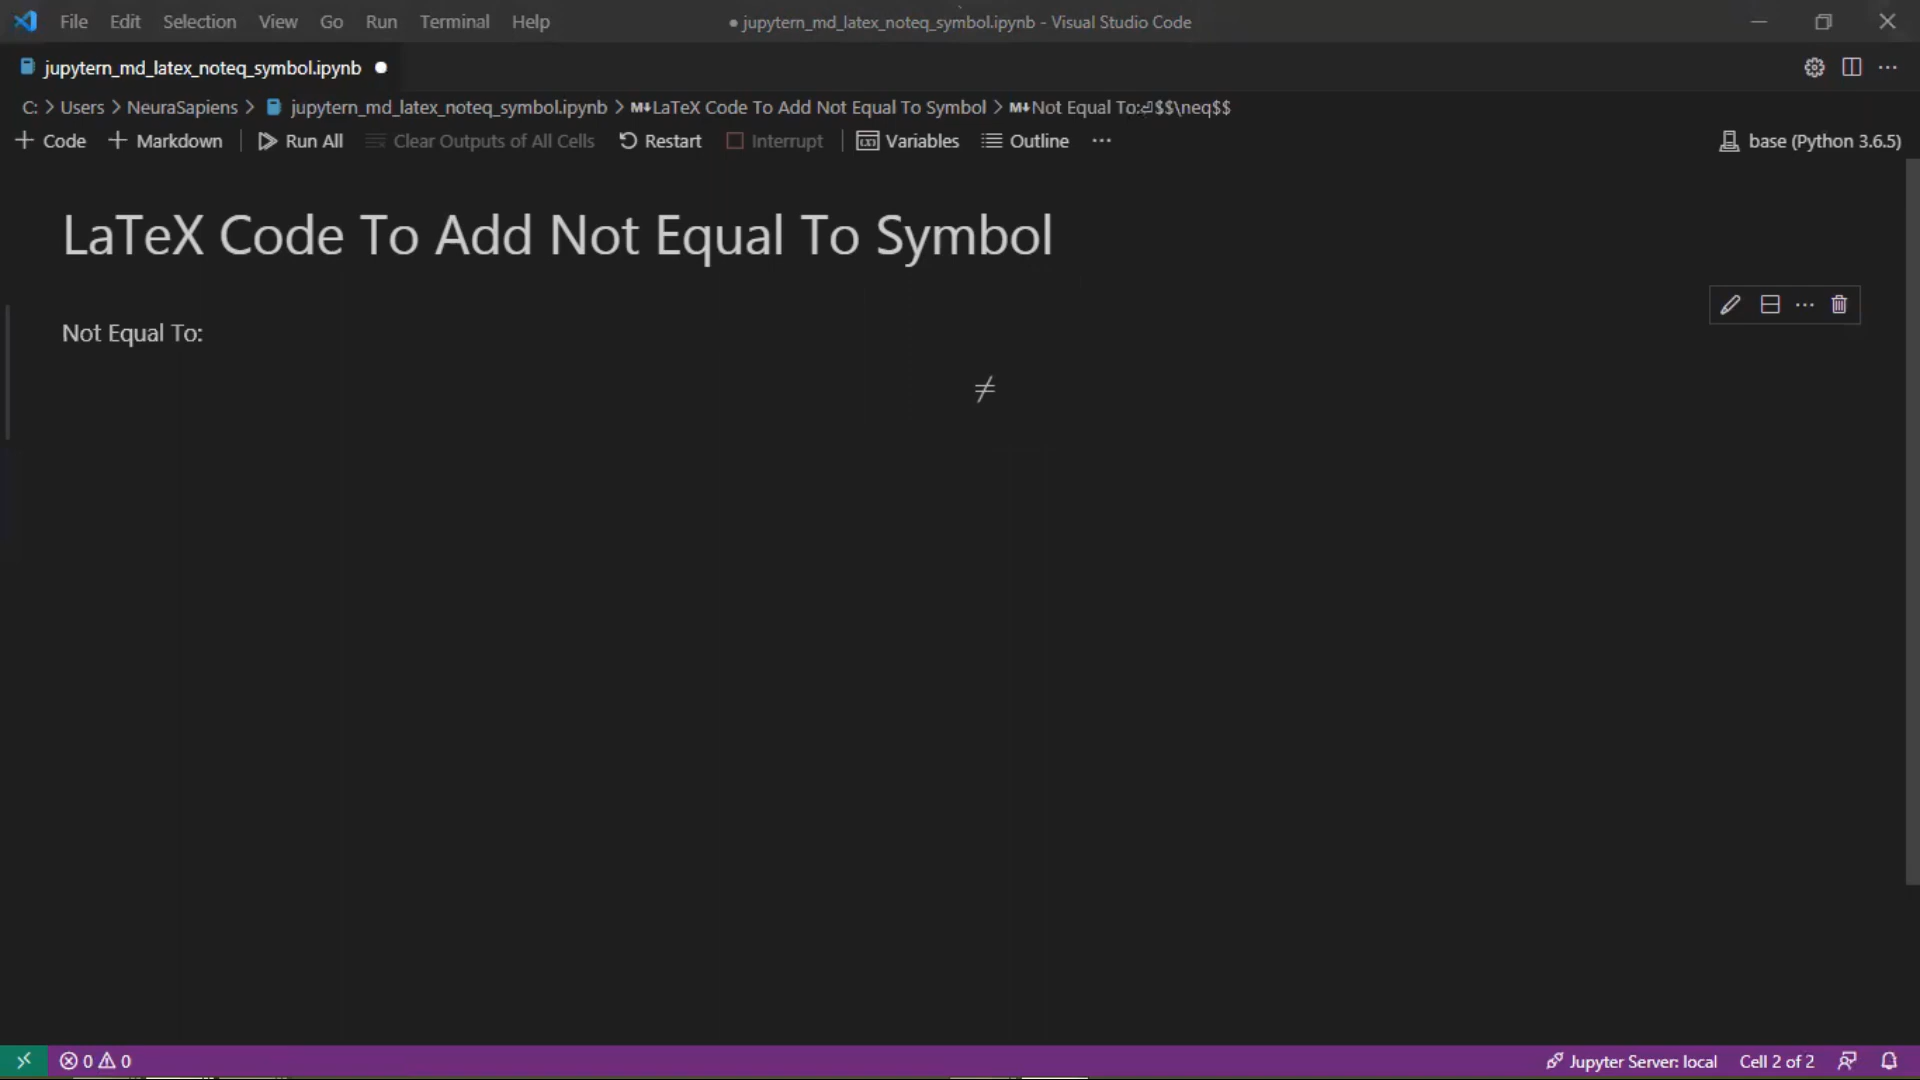 File Edit Selection View Go Run Terminal Help ● jupytern_md_latex_noteq_symbol.ipynb - Visual Studio Code
jupytern_md_latex_noteq_symbol.ipynb ●
C: > Users > NeuraSapiens > jupytern_md_latex_noteq_symbol.ipynb > M↓LaTeX Code To Add Not Equal To Symbol > M↓Not Equal To:⏎$$\neq$$
+ Code + Markdown | Run All Clear Outputs of All Cells Restart Interrupt | Variables Outline ··· base (Python 3.6.5)
LaTeX Code To Add Not Equal To Symbol
Not Equal To:
≠
0 0 Jupyter Server: local Cell 2 of 2